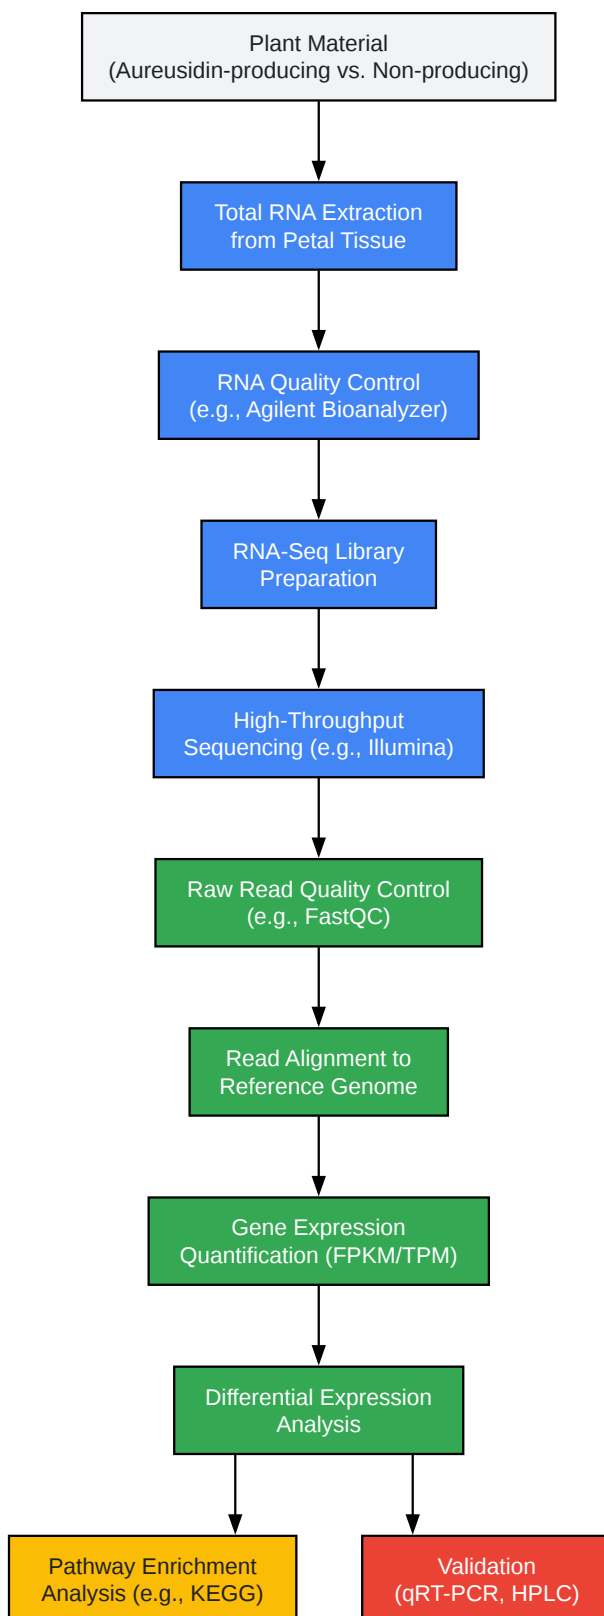 Plant Material
(Aureusidin-producing vs. Non-producing)
Total RNA Extraction
from Petal Tissue
RNA Quality Control
(e.g., Agilent Bioanalyzer)
RNA-Seq Library
Preparation
High-Throughput
Sequencing (e.g., Illumina)
Raw Read Quality Control
(e.g., FastQC)
Read Alignment to
Reference Genome
Gene Expression
Quantification (FPKM/TPM)
Differential Expression
Analysis
Pathway Enrichment
Analysis (e.g., KEGG)
Validation
(qRT-PCR, HPLC)